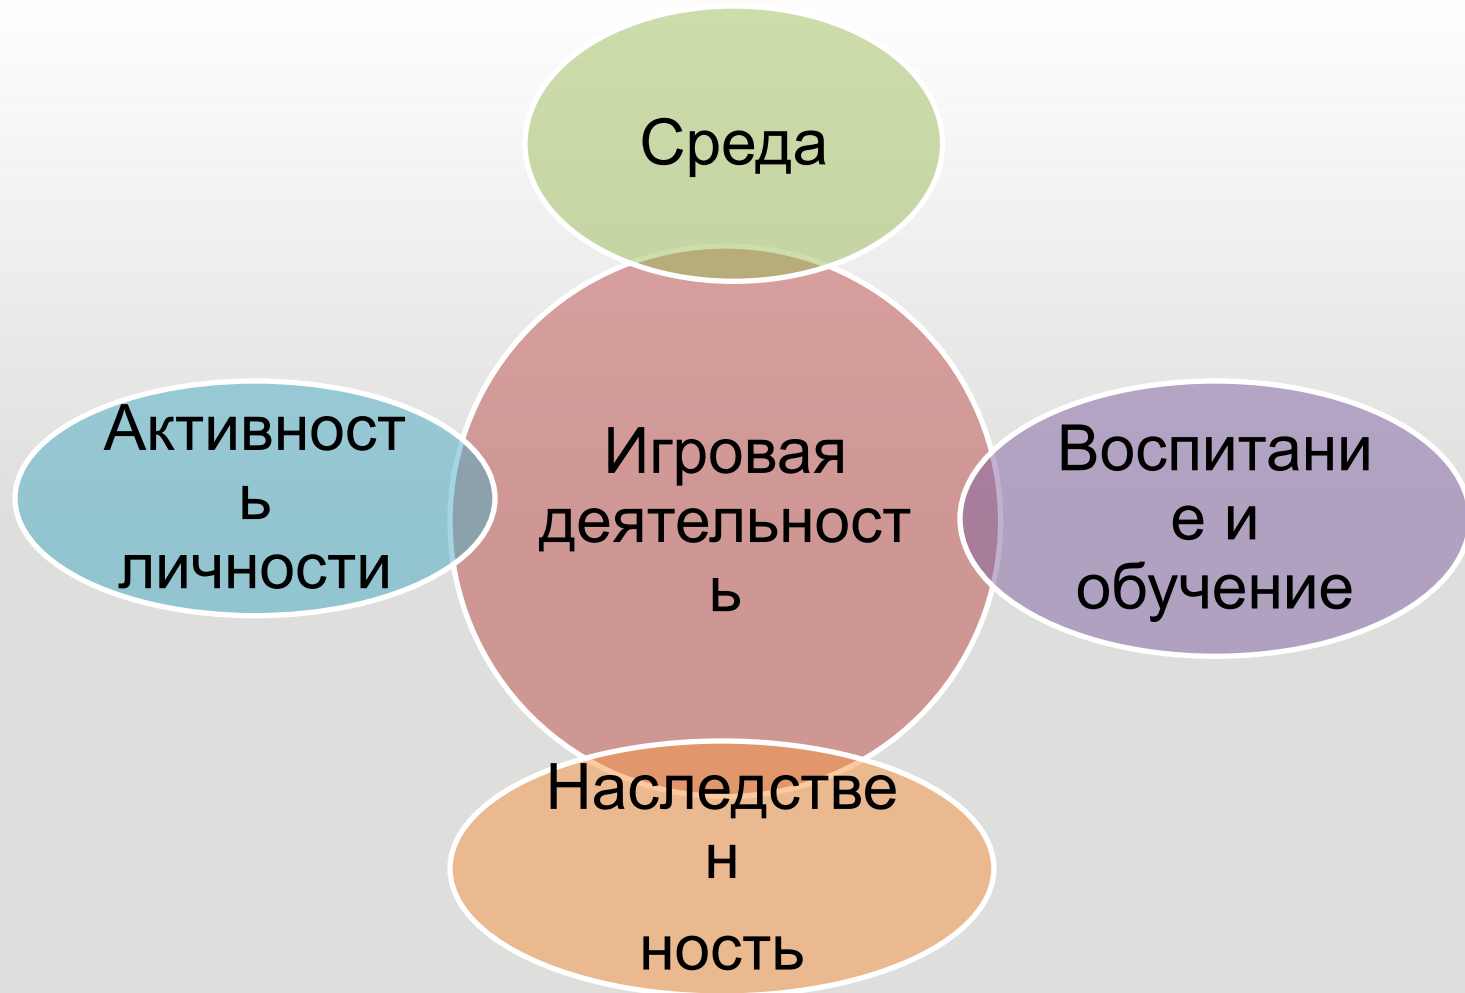 Среда
Активност
ь
личности
Игровая
деятельност
ь
Воспитани
е и
обучение
Наследстве
н
ность